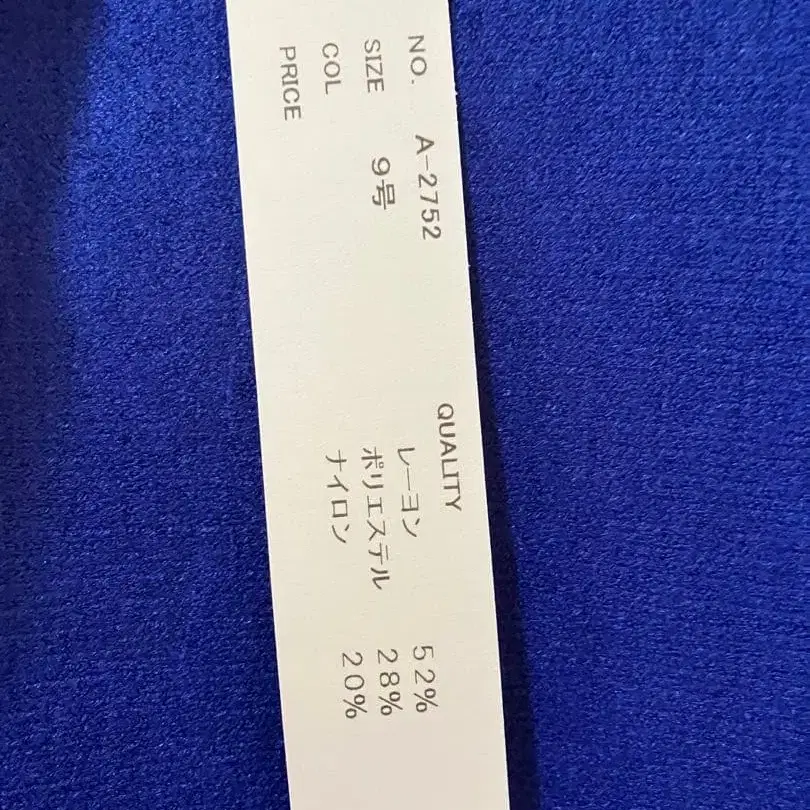 NO. A-2752
SIZE 9号
COL
PRICE
QUALITY
レーヨン 52%
ポリエステル 28%
ナイロン 20%